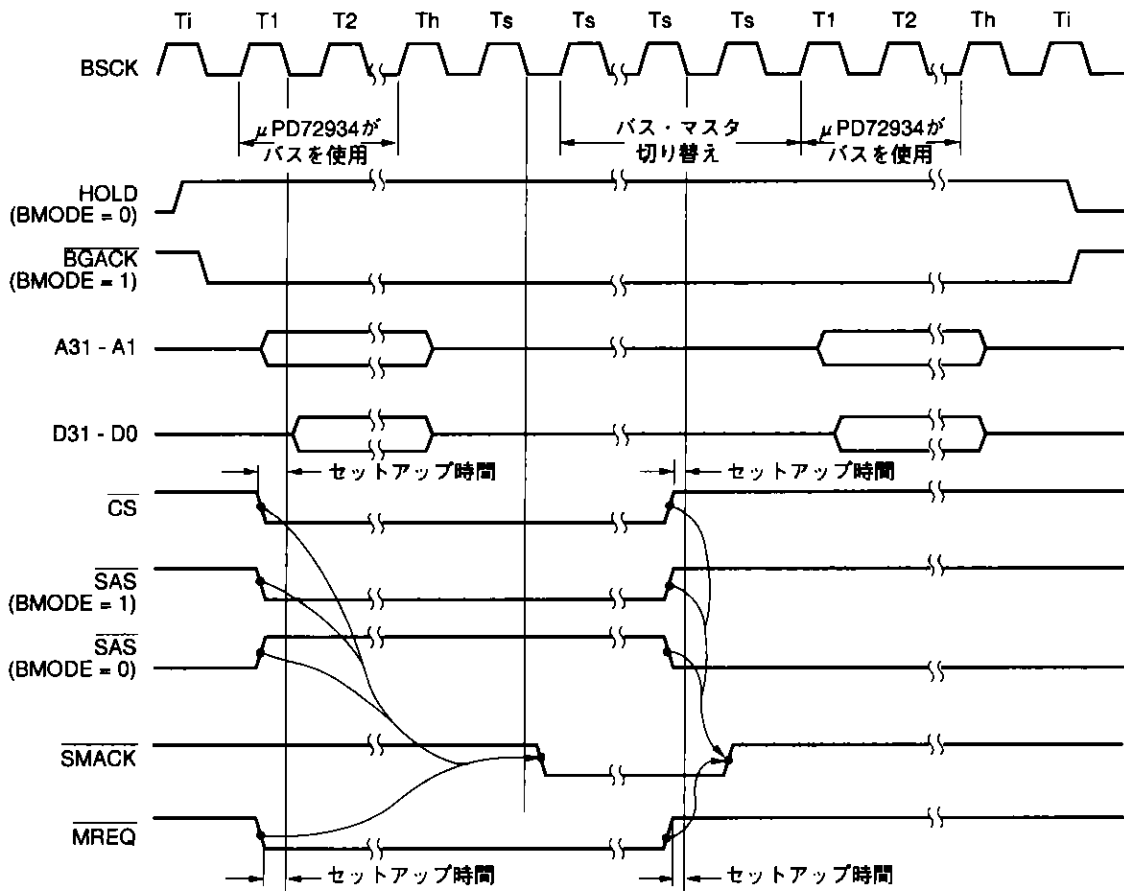 Ti T1 T2 Th Ts Ts Ts Ts T1 T2 Th Ti
BSCK
μPD72934が
バスを使用
バス・マスタ
切り替え
μPD72934が
バスを使用
HOLD
(BMODE = 0)
BGACK
(BMODE = 1)
A31 - A1
D31 - D0
セットアップ時間
セットアップ時間
CS
SAS
(BMODE = 1)
SAS
(BMODE = 0)
SMACK
MREQ
セットアップ時間
セットアップ時間